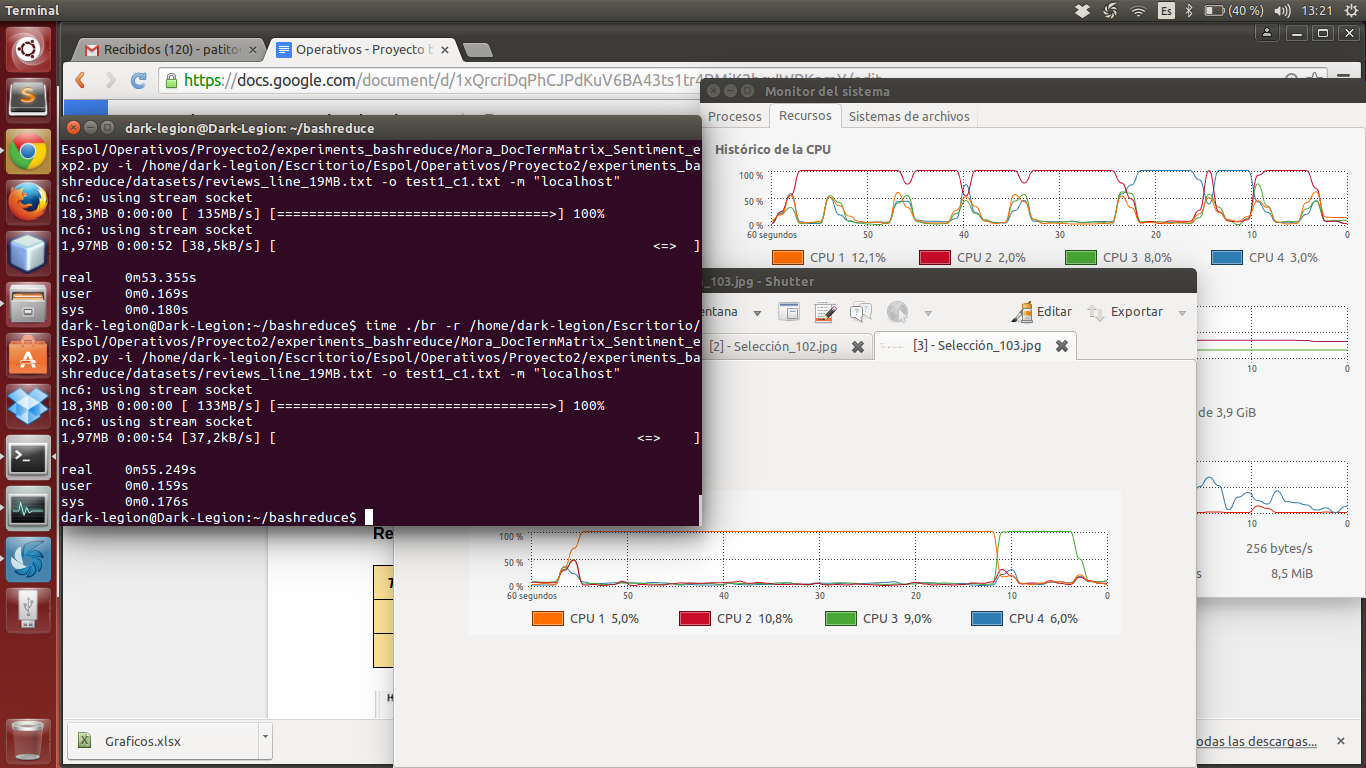 Terminal
Es
(40 %)
13:21
Recibidos (120) - patito
Operativos - Proyecto b
https://docs.google.com/document/d/1xQrcriDqPhCJPdKuV6BA43ts1tr4
Monitor del sistema
Procesos
Recursos
Sistemas de archivos
Histórico de la CPU
100 %
50 %
0 %
60 segundos
50
40
30
20
10
0
CPU 1 12,1%
CPU 2 2,0%
CPU 3 8,0%
CPU 4 3,0%
dark-legion@Dark-Legion: ~/bashreduce
Espol/Operativos/Proyecto2/experiments_bashreduce/Mora_DocTermMatrix_Sentiment_e
xp2.py -i /home/dark-legion/Escritorio/Espol/Operativos/Proyecto2/experiments_ba
shreduce/datasets/reviews_line_19MB.txt -o test1_c1.txt -m "localhost"
nc6: using stream socket
18,3MB 0:00:00 [ 135MB/s] [==================================>] 100%
nc6: using stream socket
1,97MB 0:00:52 [38,5kB/s] [ <=> ]
real 0m53.355s
user 0m0.169s
sys 0m0.180s
dark-legion@Dark-Legion:~/bashreduce$ time ./br -r /home/dark-legion/Escritorio/
Espol/Operativos/Proyecto2/experiments_bashreduce/Mora_DocTermMatrix_Sentiment_e
xp2.py -i /home/dark-legion/Escritorio/Espol/Operativos/Proyecto2/experiments_ba
shreduce/datasets/reviews_line_19MB.txt -o test1_c1.txt -m "localhost"
nc6: using stream socket
18,3MB 0:00:00 [ 133MB/s] [==================================>] 100%
nc6: using stream socket
1,97MB 0:00:54 [37,2kB/s] [ <=> ]
real 0m55.249s
user 0m0.159s
sys 0m0.176s
dark-legion@Dark-Legion:~/bashreduce$
_103.jpg - Shutter
entana
Editar
Exportar
[2] - Selección_102.jpg
[3] - Selección_103.jpg
10
0
de 3,9 GiB
10
0
256 bytes/s
s 8,5 MiB
100 %
50 %
0 %
60 segundos
50
40
30
20
10
0
CPU 1 5,0%
CPU 2 10,8%
CPU 3 9,0%
CPU 4 6,0%
Re
T
H
Graficos.xlsx
odas las descargas...